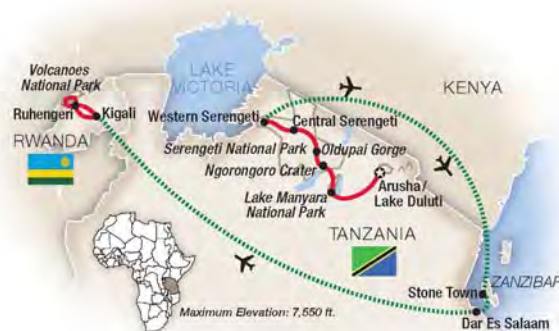 Volcanoes
National Park
Ruhengeri
Kigali
RWANDA
LAKE
VICTORIA
KENYA
Western Serengeti
Central Serengeti
Serengeti National Park
Oldupai Gorge
Ngorongoro Crater
Lake Manyara
National Park
Arusha/
Lake Duluti
TANZANIA
Stone Town
ZANZIBAR
Dar Es Salaam
Maximum Elevation: 7,550 ft.